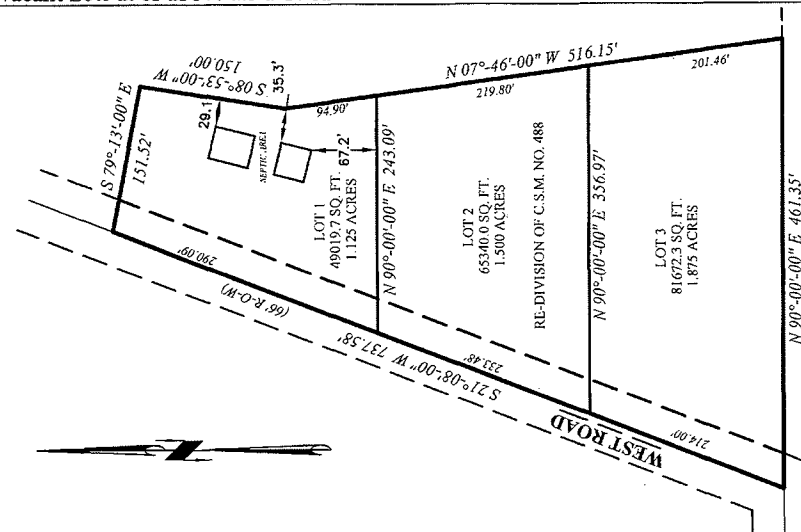 S 08°-53'-00" W
150.00'
S 79°-13'-00" E
151.52'
29.1
35.3'
SEPTIC AREA
67.2'
94.90'
N 07°-46'-00" W 516.15'
219.80'
201.46'
LOT 1
49019.7 SQ. FT.
1.125 ACRES
N 90°-00'-00" E 243.09'
LOT 2
65340.0 SQ. FT.
1.500 ACRES
RE-DIVISION OF C.S.M. NO. 488
N 90°-00'-00" E 356.97'
LOT 3
81672.3 SQ. FT.
1.875 ACRES
N 90°-00'-00" E 461.35'
290.09'
(66' R-O-W)
S 21°-08'-00" W 737.58'
233.48'
214.00'
WEST ROAD